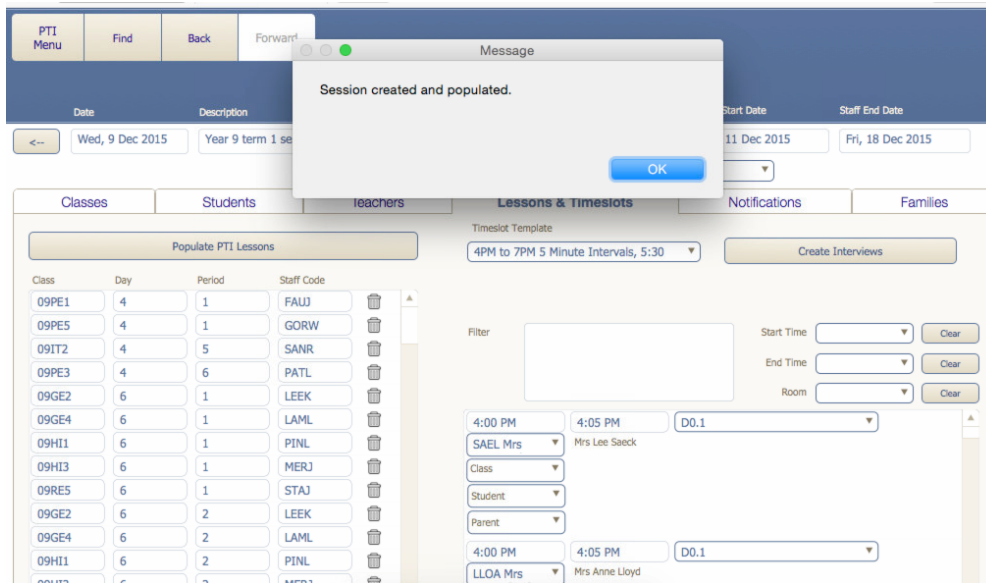 PTI Menu
Find
Back
Forward
Message
Session created and populated.
OK
Date
Description
Start Date
Staff End Date
<--
Wed, 9 Dec 2015
Year 9 term 1 se
11 Dec 2015
Fri, 18 Dec 2015
Classes
Students
Teachers
Lessons & Timeslots
Notifications
Families
Populate PTI Lessons
Timeslot Template
4PM to 7PM 5 Minute Intervals, 5:30
Create Interviews
Class Day Period Staff Code
09PE1 4 1 FAUJ
09PE5 4 1 GORW
09IT2 4 5 SANR
09PE3 4 6 PATL
09GE2 6 1 LEEK
09GE4 6 1 LAML
09HI1 6 1 PINL
09HI3 6 1 MERJ
09RE5 6 1 STAJ
09GE2 6 2 LEEK
09GE4 6 2 LAML
09HI1 6 2 PINL
09HI3 6 2 MERJ
Filter
Start Time
Clear
End Time
Clear
Room
Clear
4:00 PM 4:05 PM D0.1
SAEL Mrs Mrs Lee Saeck
Class
Student
Parent
4:00 PM 4:05 PM D0.1
LLOA Mrs Mrs Anne Lloyd